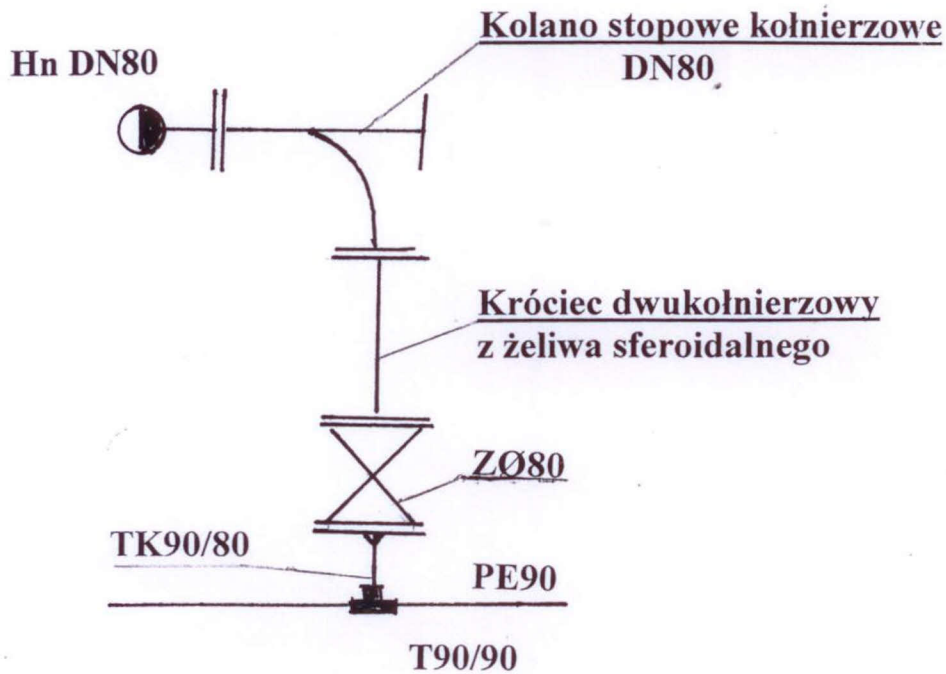 Kolano stopowe kołnierzowe
DN80
Hn DN80
Króciec dwukołnierzowy
z żeliwa sferoidalnego
ZØ80
TK90/80
PE90
T90/90